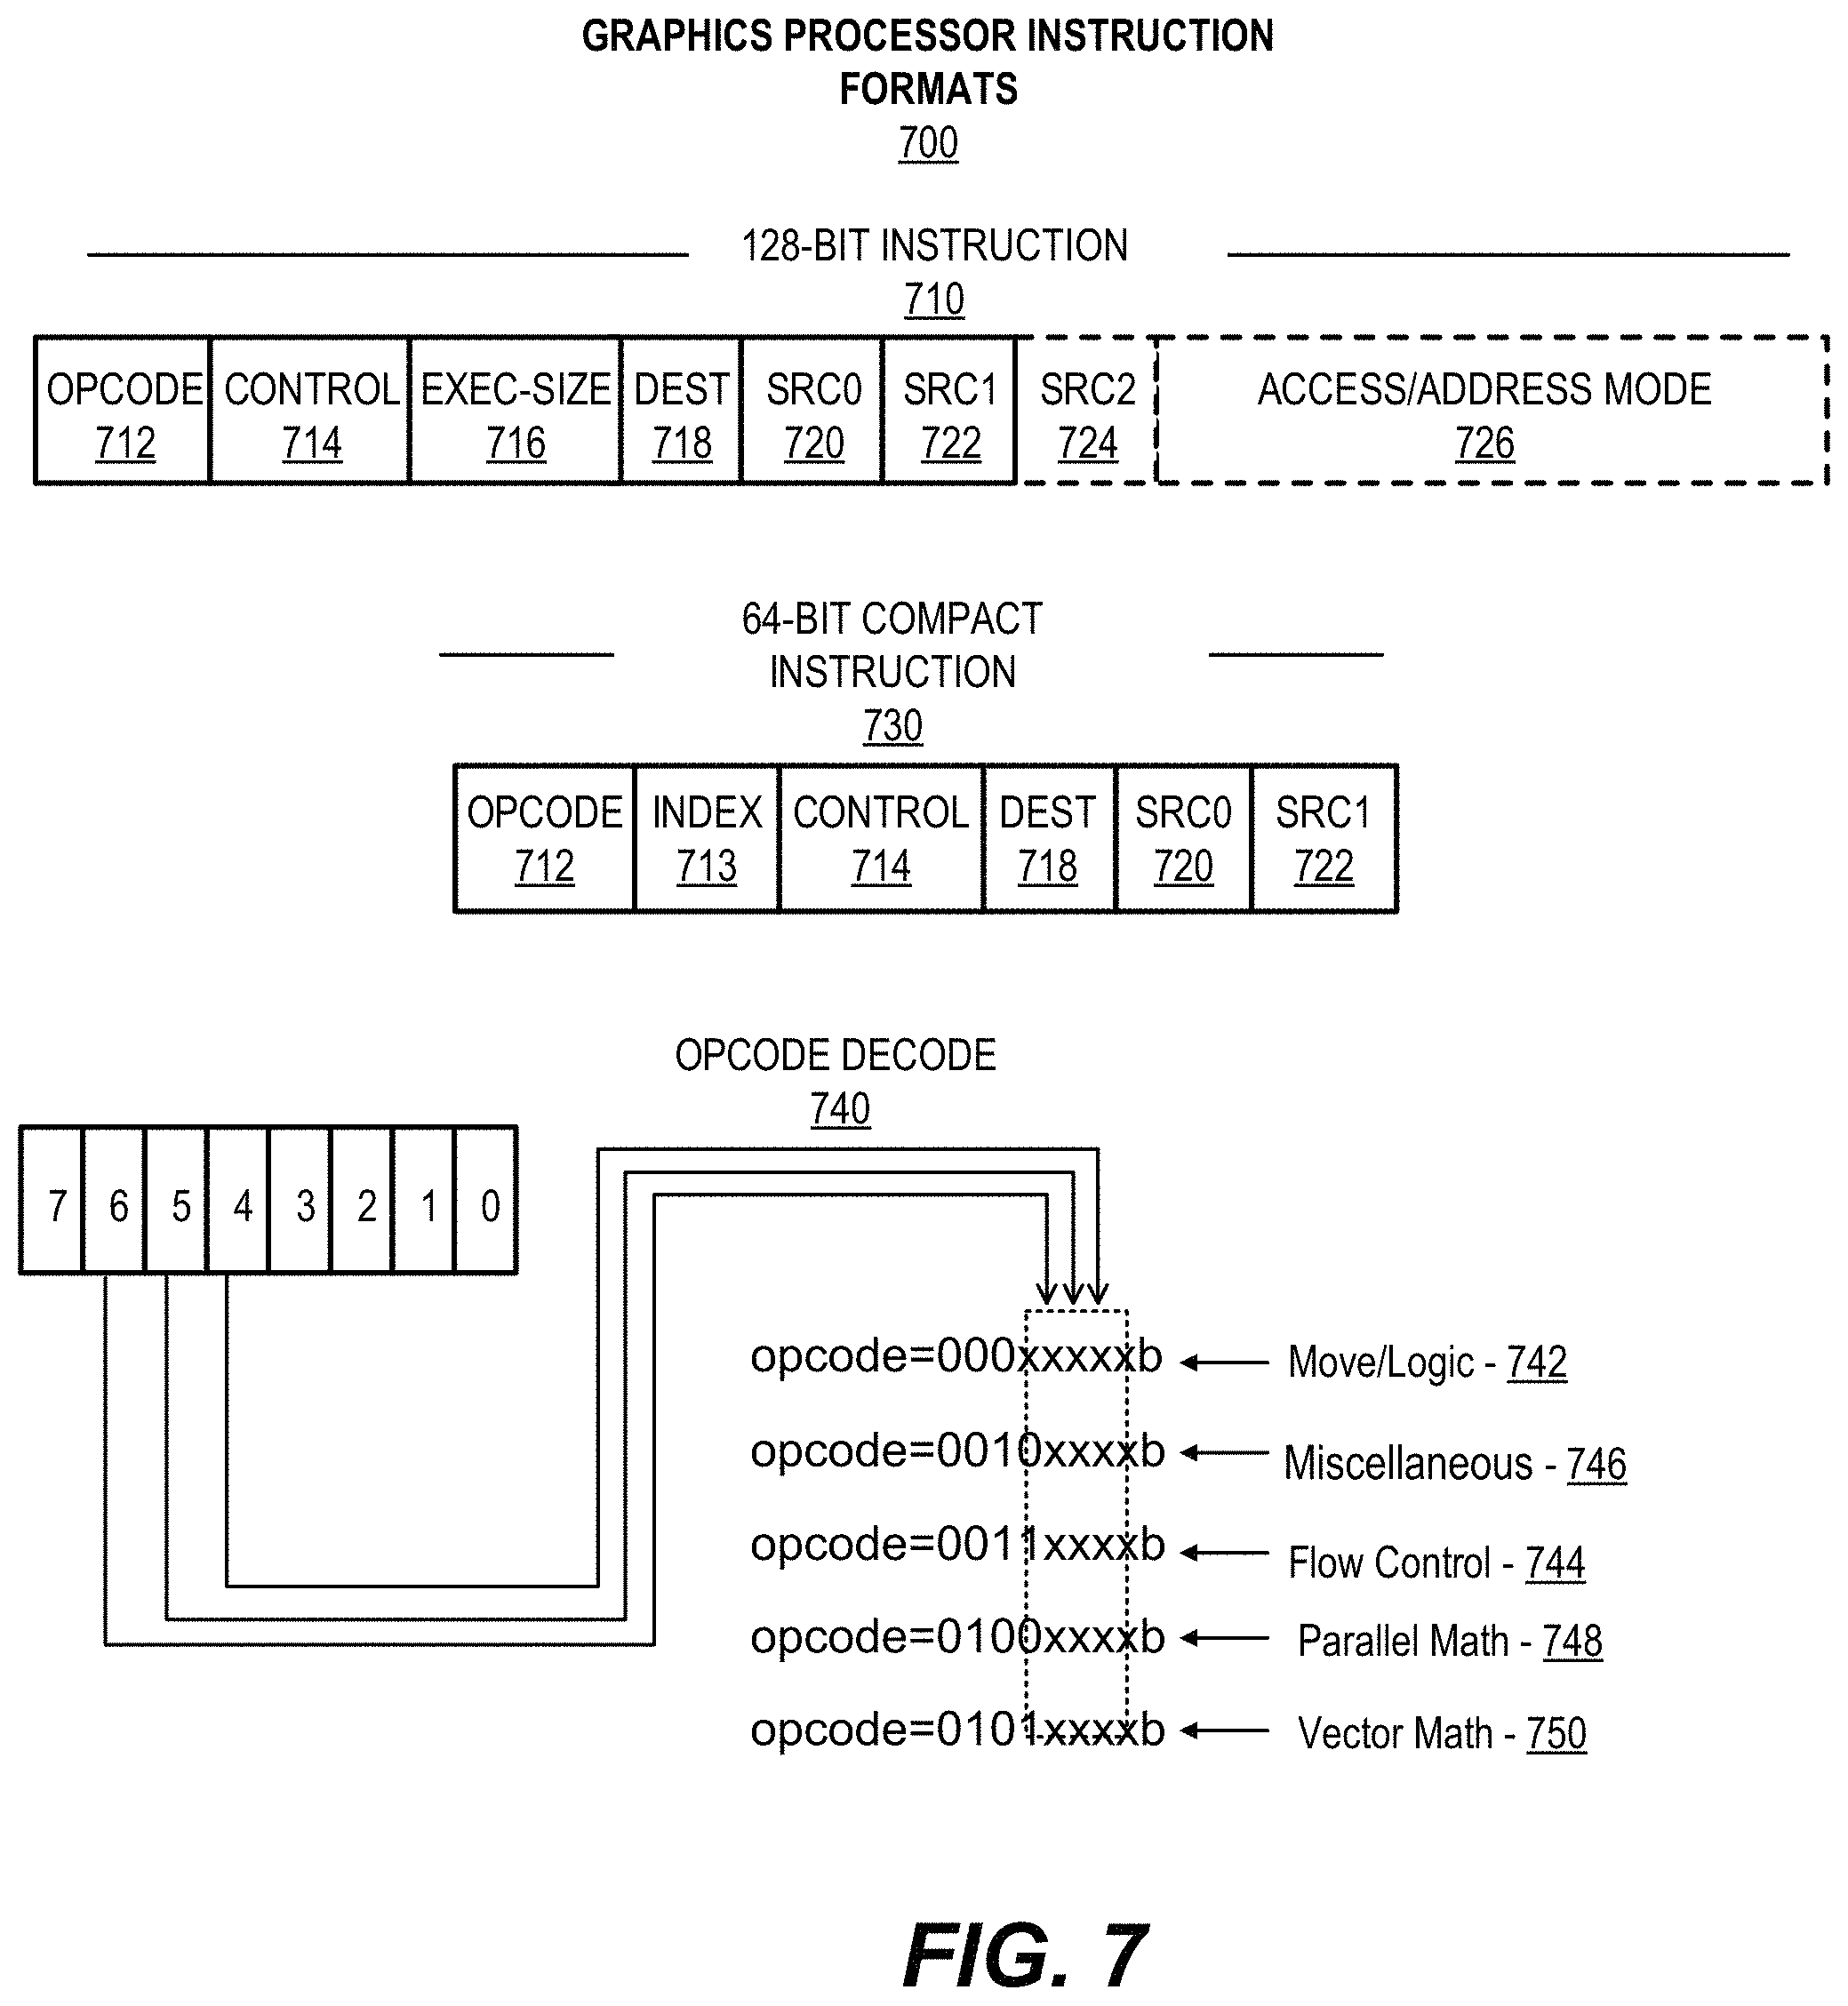 GRAPHICS PROCESSOR INSTRUCTION
FORMATS
700
128-BIT INSTRUCTION
710
OPCODE CONTROL EXEC-SIZE DEST SRC0 SRC1 SRC2 ACCESS/ADDRESS MODE
712 714 716 718 720 722 724 726
64-BIT COMPACT
INSTRUCTION
730
OPCODE INDEX CONTROL DEST SRC0 SRC1
712 713 714 718 720 722
OPCODE DECODE
740
7 6 5 4 3 2 1 0
opcode=000xxxxxb Move/Logic - 742
opcode=0010xxxxb Miscellaneous - 746
opcode=0011xxxxb Flow Control - 744
opcode=0100xxxxb Parallel Math - 748
opcode=0101xxxxb Vector Math - 750
FIG. 7